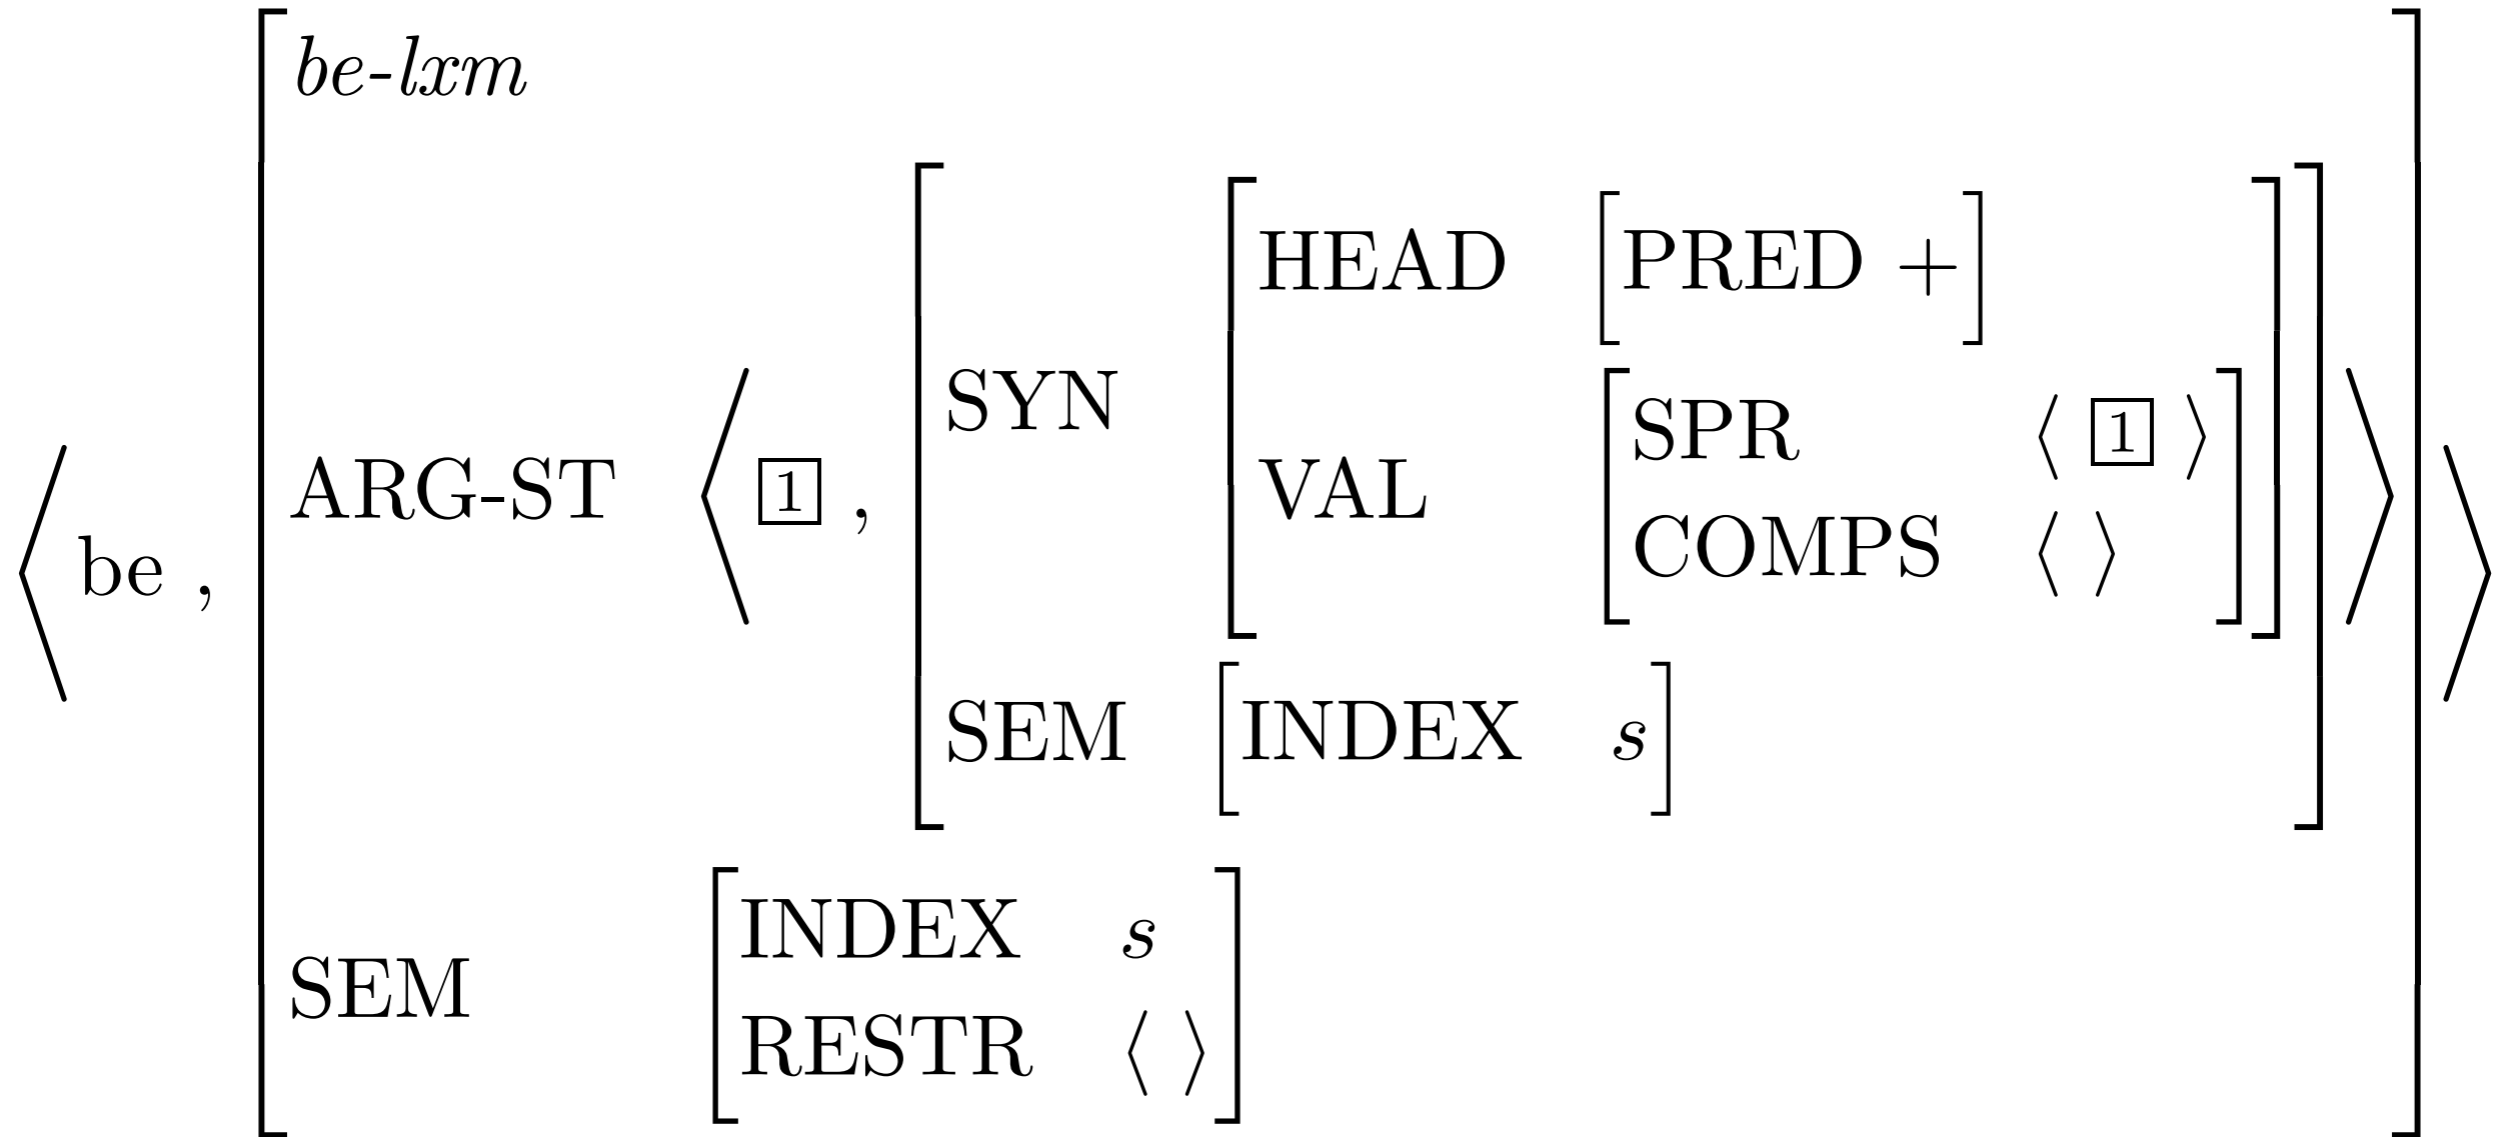 be-lxm
HEAD [PRED +]
SYN SPR ⟨ 1 ⟩
ARG-ST ⟨ 1 , VAL
COMPS ⟨ ⟩
⟨ be ,
SEM [INDEX s]
INDEX s
SEM
RESTR ⟨ ⟩